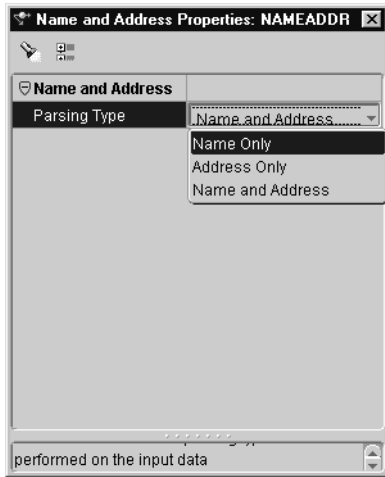 Name and Address Properties: NAMEADDR
Name and Address
Parsing Type
Name and Address
Name Only
Address Only
Name and Address
performed on the input data